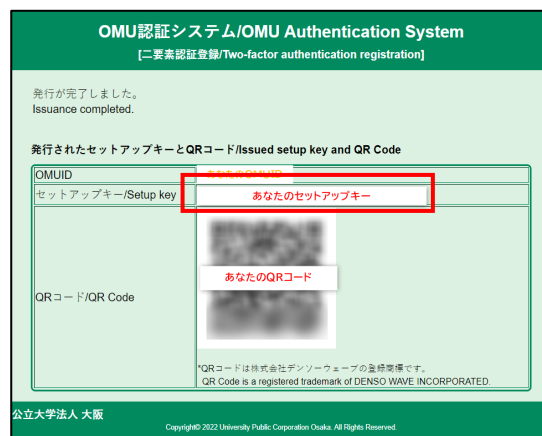 OMU認証システム/OMU Authentication System
[二要素認証登録/Two-factor authentication registration]
発行が完了しました。
Issuance completed.
発行されたセットアップキーとQRコード/Issued setup key and QR Code
OMUID
あなたのOMUID
セットアップキー/Setup key
あなたのセットアップキー
あなたのQRコード
QRコード/QR Code
*QRコードは株式会社デンソーウェーブの登録商標です。
QR Code is a registered trademark of DENSO WAVE INCORPORATED.
公立大学法人 大阪
Copyright© 2022 University Public Corporation Osaka. All Rights Reserved.